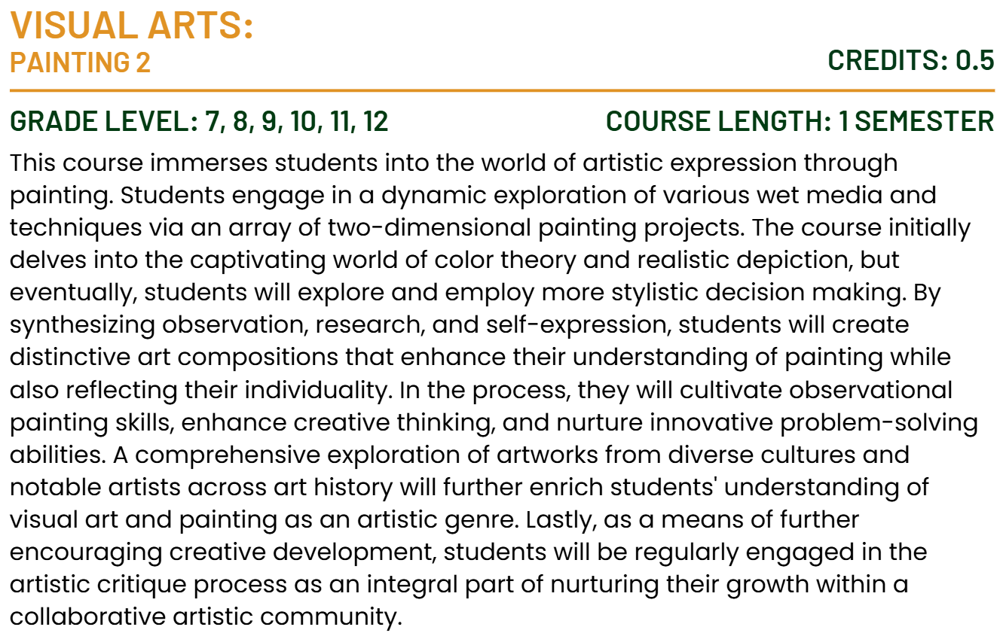 VISUAL ARTS:
PAINTING 2
CREDITS: 0.5
GRADE LEVEL: 7, 8, 9, 10, 11, 12
COURSE LENGTH: 1 SEMESTER
This course immerses students into the world of artistic expression through
painting. Students engage in a dynamic exploration of various wet media and
techniques via an array of two-dimensional painting projects. The course initially
delves into the captivating world of color theory and realistic depiction, but
eventually, students will explore and employ more stylistic decision making. By
synthesizing observation, research, and self-expression, students will create
distinctive art compositions that enhance their understanding of painting while
also reflecting their individuality. In the process, they will cultivate observational
painting skills, enhance creative thinking, and nurture innovative problem-solving
abilities. A comprehensive exploration of artworks from diverse cultures and
notable artists across art history will further enrich students' understanding of
visual art and painting as an artistic genre. Lastly, as a means of further
encouraging creative development, students will be regularly engaged in the
artistic critique process as an integral part of nurturing their growth within a
collaborative artistic community.